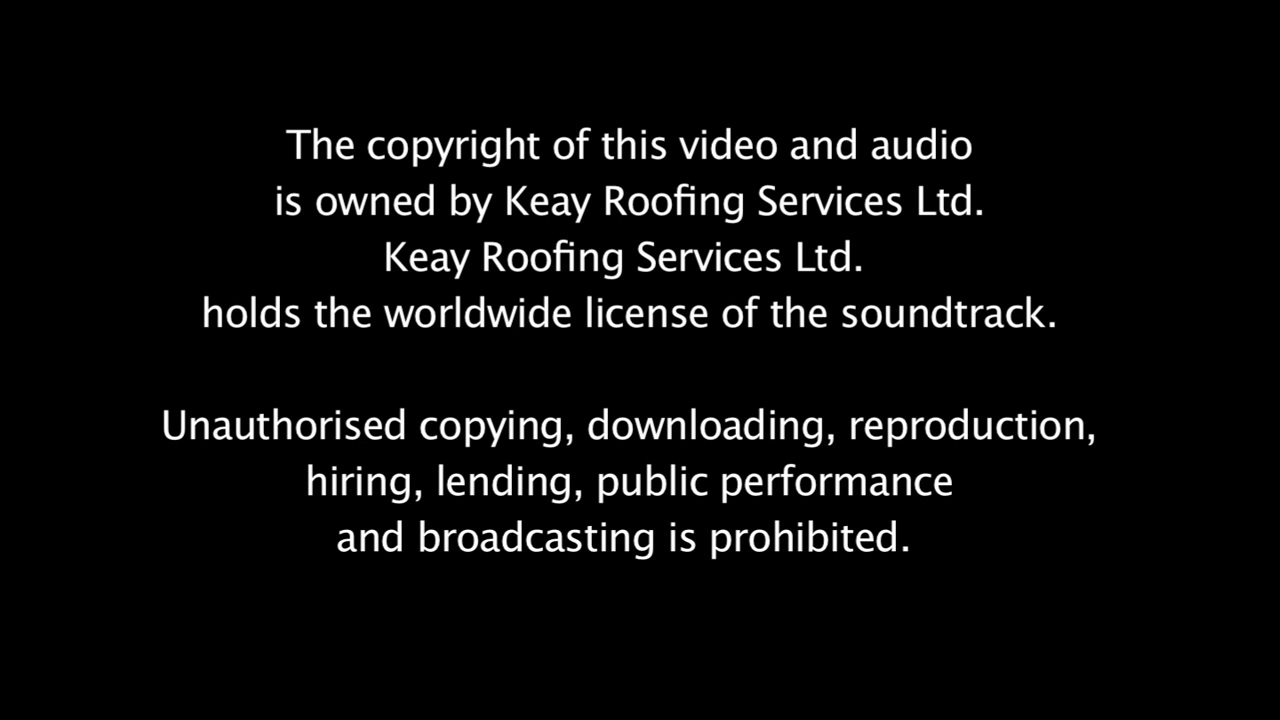 The copyright of this video and audio
is owned by Keay Roofing Services Ltd.
Keay Roofing Services Ltd.
holds the worldwide license of the soundtrack.
Unauthorised copying, downloading, reproduction,
hiring, lending, public performance
and broadcasting is prohibited.